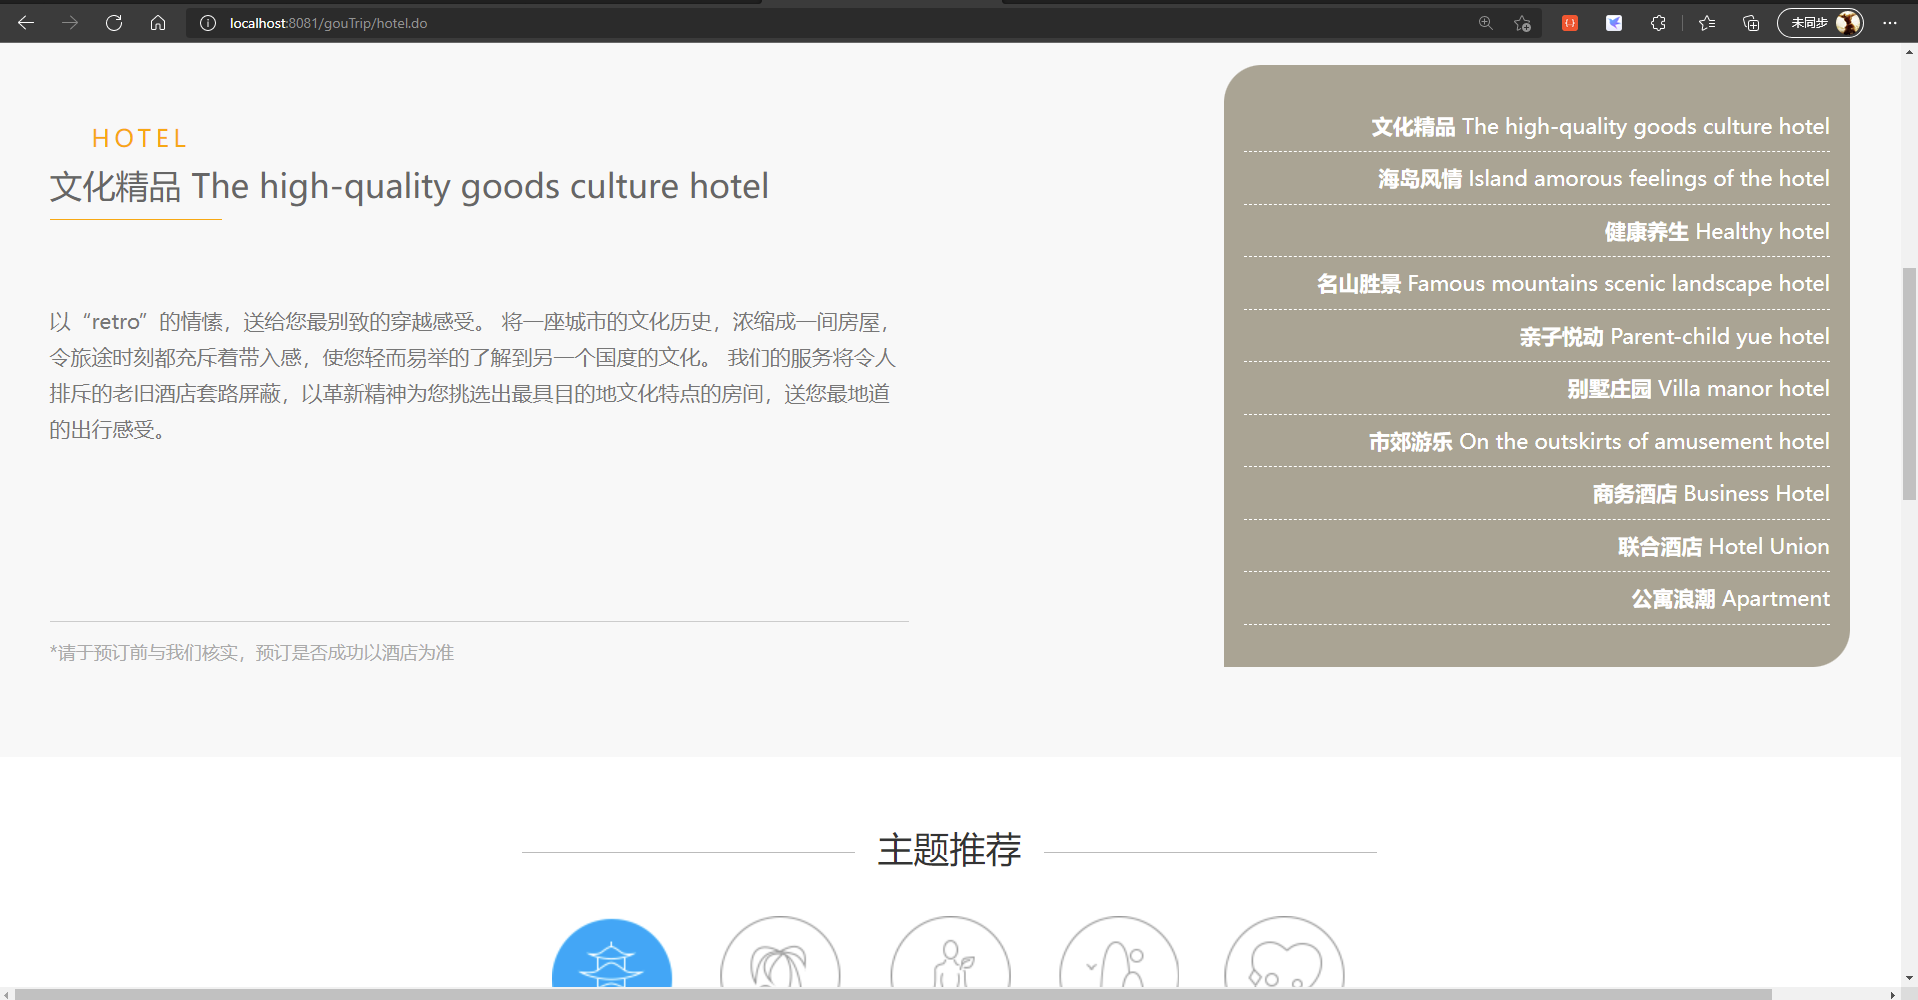 localhost:8081/gouTrip/hotel.do
未同步
HOTEL
文化精品 The high-quality goods culture hotel
以“retro”的情愫，送给您最别致的穿越感受。 将一座城市的文化历史，浓缩成一间房屋，
令旅途时刻都充斥着带入感，使您轻而易举的了解到另一个国度的文化。 我们的服务将令人
排斥的老旧酒店套路屏蔽，以革新精神为您挑选出最具目的地文化特点的房间，送您最地道
的出行感受。
*请于预订前与我们核实，预订是否成功以酒店为准
文化精品 The high-quality goods culture hotel
海岛风情 Island amorous feelings of the hotel
健康养生 Healthy hotel
名山胜景 Famous mountains scenic landscape hotel
亲子悦动 Parent-child yue hotel
别墅庄园 Villa manor hotel
市郊游乐 On the outskirts of amusement hotel
商务酒店 Business Hotel
联合酒店 Hotel Union
公寓浪潮 Apartment
主题推荐